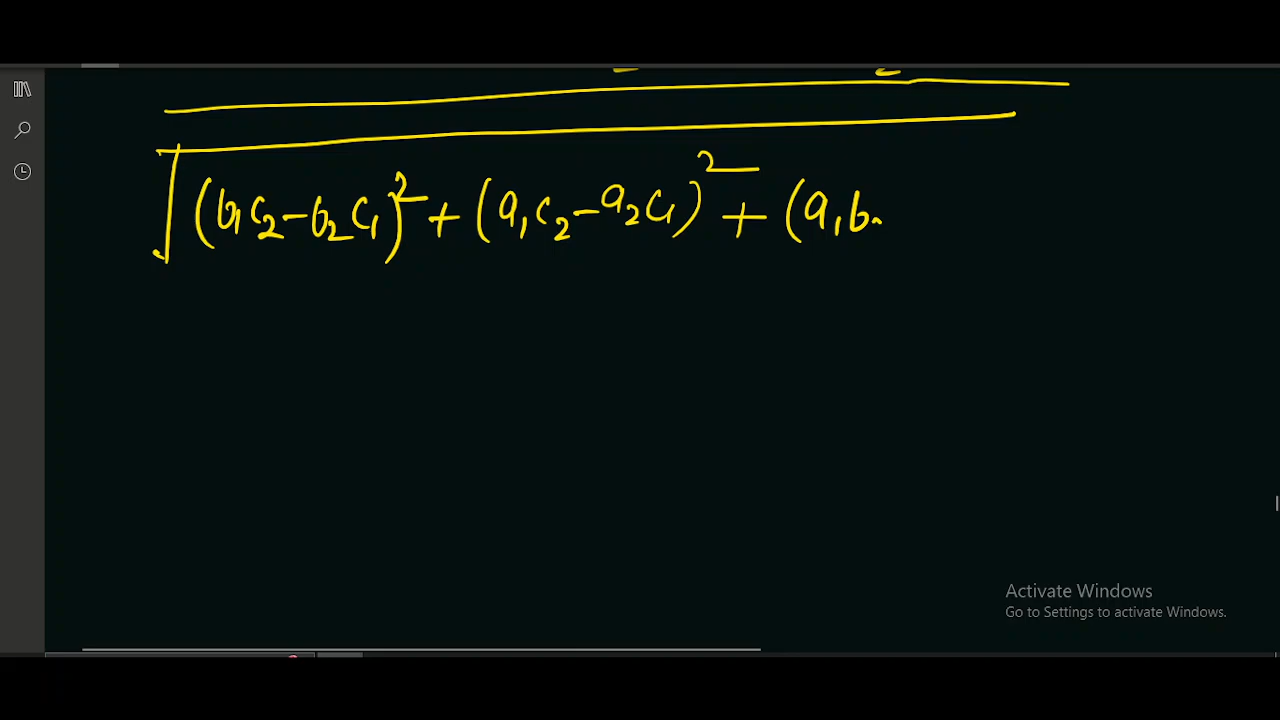 √(b₁c₂-b₂c₁)² + (a₁c₂-a₂c₁)² + (a₁b
Activate Windows
Go to Settings to activate Windows.